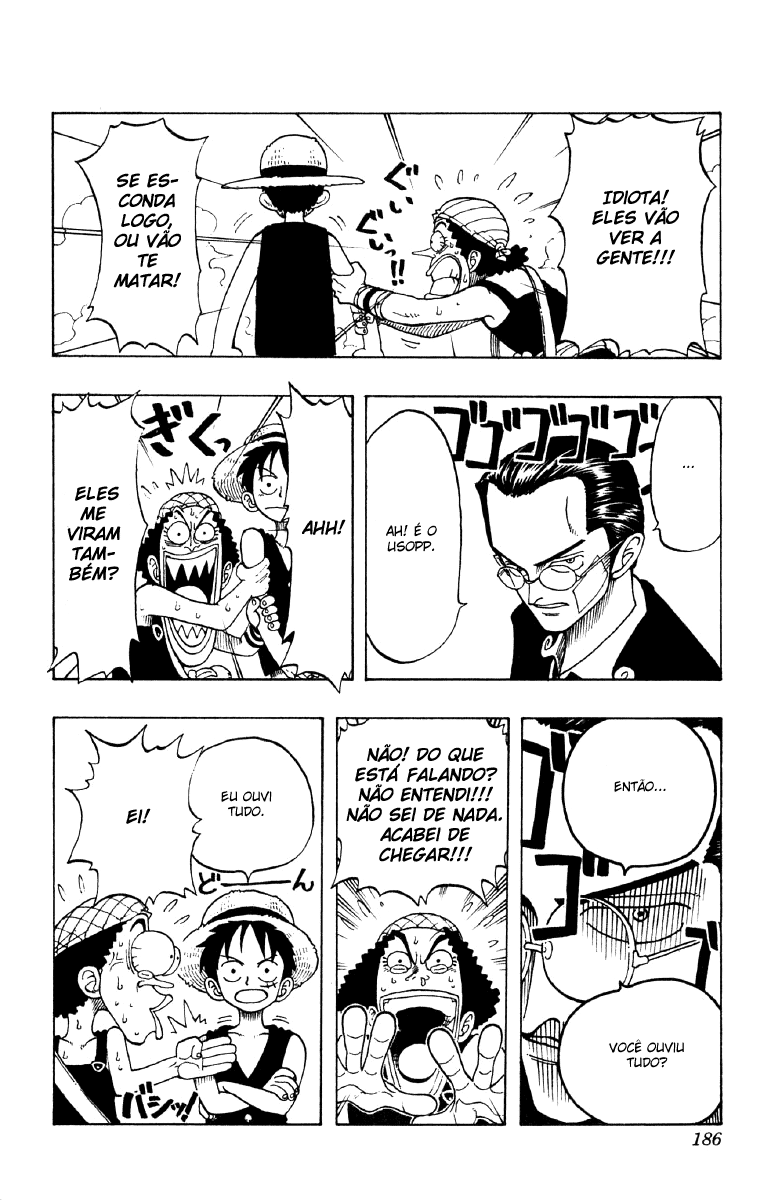 IDIOTA!
ELES VÃO
VER A
GENTE!!!
ぐいぐいっ!!
SE ES-
CONDA
LOGO,
OU VÃO
TE
MATAR!
...
ゴゴゴゴゴ
AH! É O
USOPP.
AHH!
ぎくっ
ELES
ME
VIRAM
TAM-
BÉM?
ENTÃO...
ゴゴゴ
VOCÊ OUVIU
TUDO?
NÃO! DO QUE
ESTÁ FALANDO?
NÃO ENTENDI!!!
NÃO SEI DE NADA.
ACABEI DE
CHEGAR!!!
EU OUVI
TUDO.
どーん
EI!
バシッ!
186